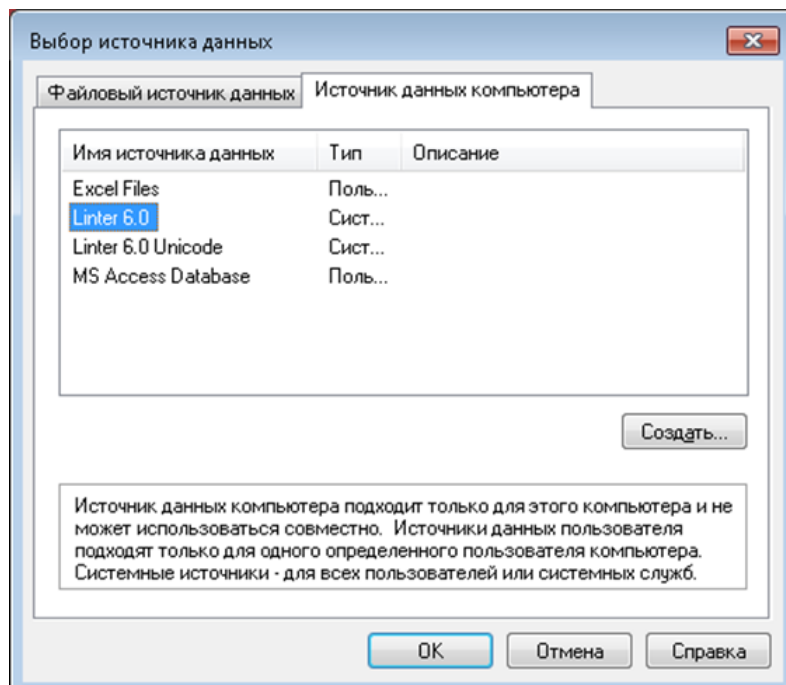 Выбор источника данных
Файловый источник данных Источник данных компьютера
Имя источника данных Тип Описание
Excel Files Поль...
Linter 6.0 Сист...
Linter 6.0 Unicode Сист...
MS Access Database Поль...
Создать...
Источник данных компьютера подходит только для этого компьютера и не
может использоваться совместно. Источники данных пользователя
подходят только для одного определенного пользователя компьютера.
Системные источники - для всех пользователей или системных служб.
OK Отмена Справка